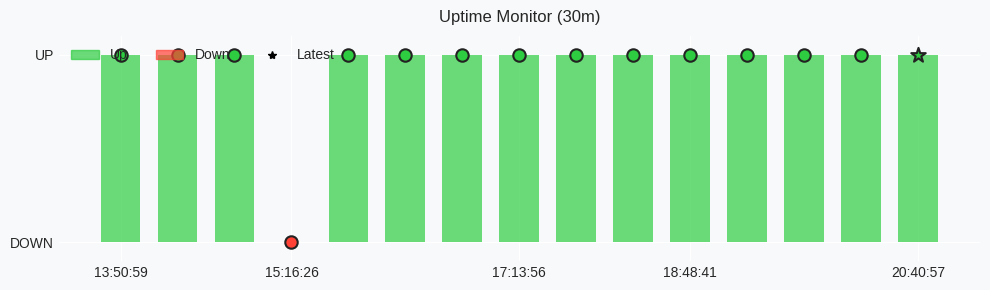 Uptime Monitor (30m)
UP
Up
Down
Latest
DOWN
13:50:59
15:16:26
17:13:56
18:48:41
20:40:57